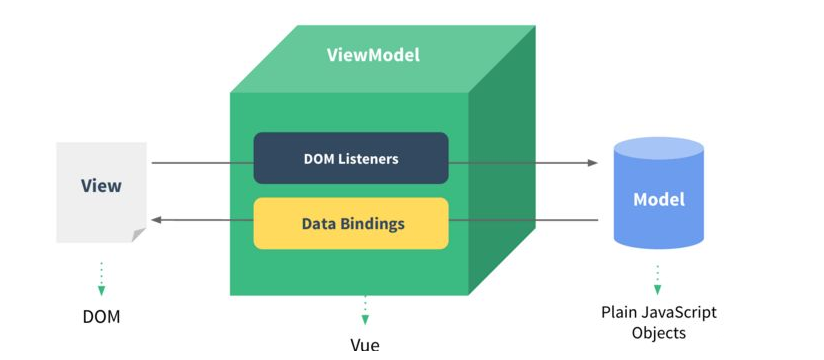 ViewModel
DOM Listeners
View
Model
Data Bindings
DOM
Plain JavaScript
Objects
Vue